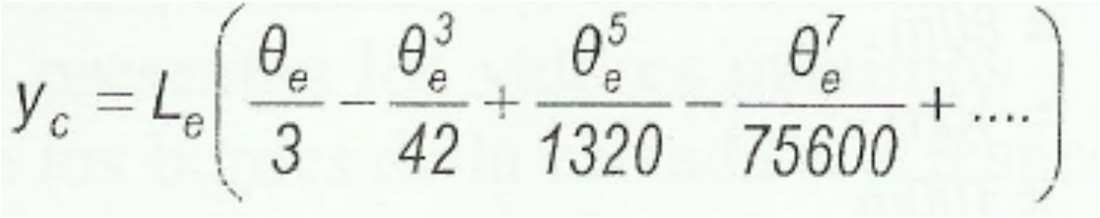 y_c = L_e ( θ_e/3 − θ_e^3/42 + θ_e^5/1320 − θ_e^7/75600 + .... )